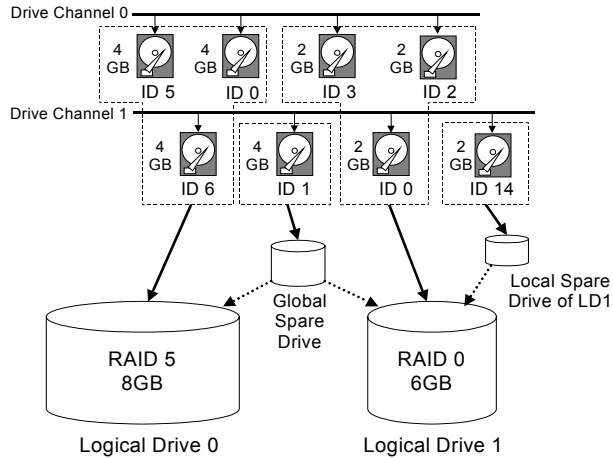 Drive Channel 0
4 GB
4 GB
2 GB
2 GB
ID 5
ID 0
ID 3
ID 2
Drive Channel 1
4 GB
4 GB
2 GB
2 GB
ID 6
ID 1
ID 0
ID 14
Global
Spare
Drive
Local Spare
Drive of LD1
RAID 5
8GB
RAID 0
6GB
Logical Drive 0
Logical Drive 1